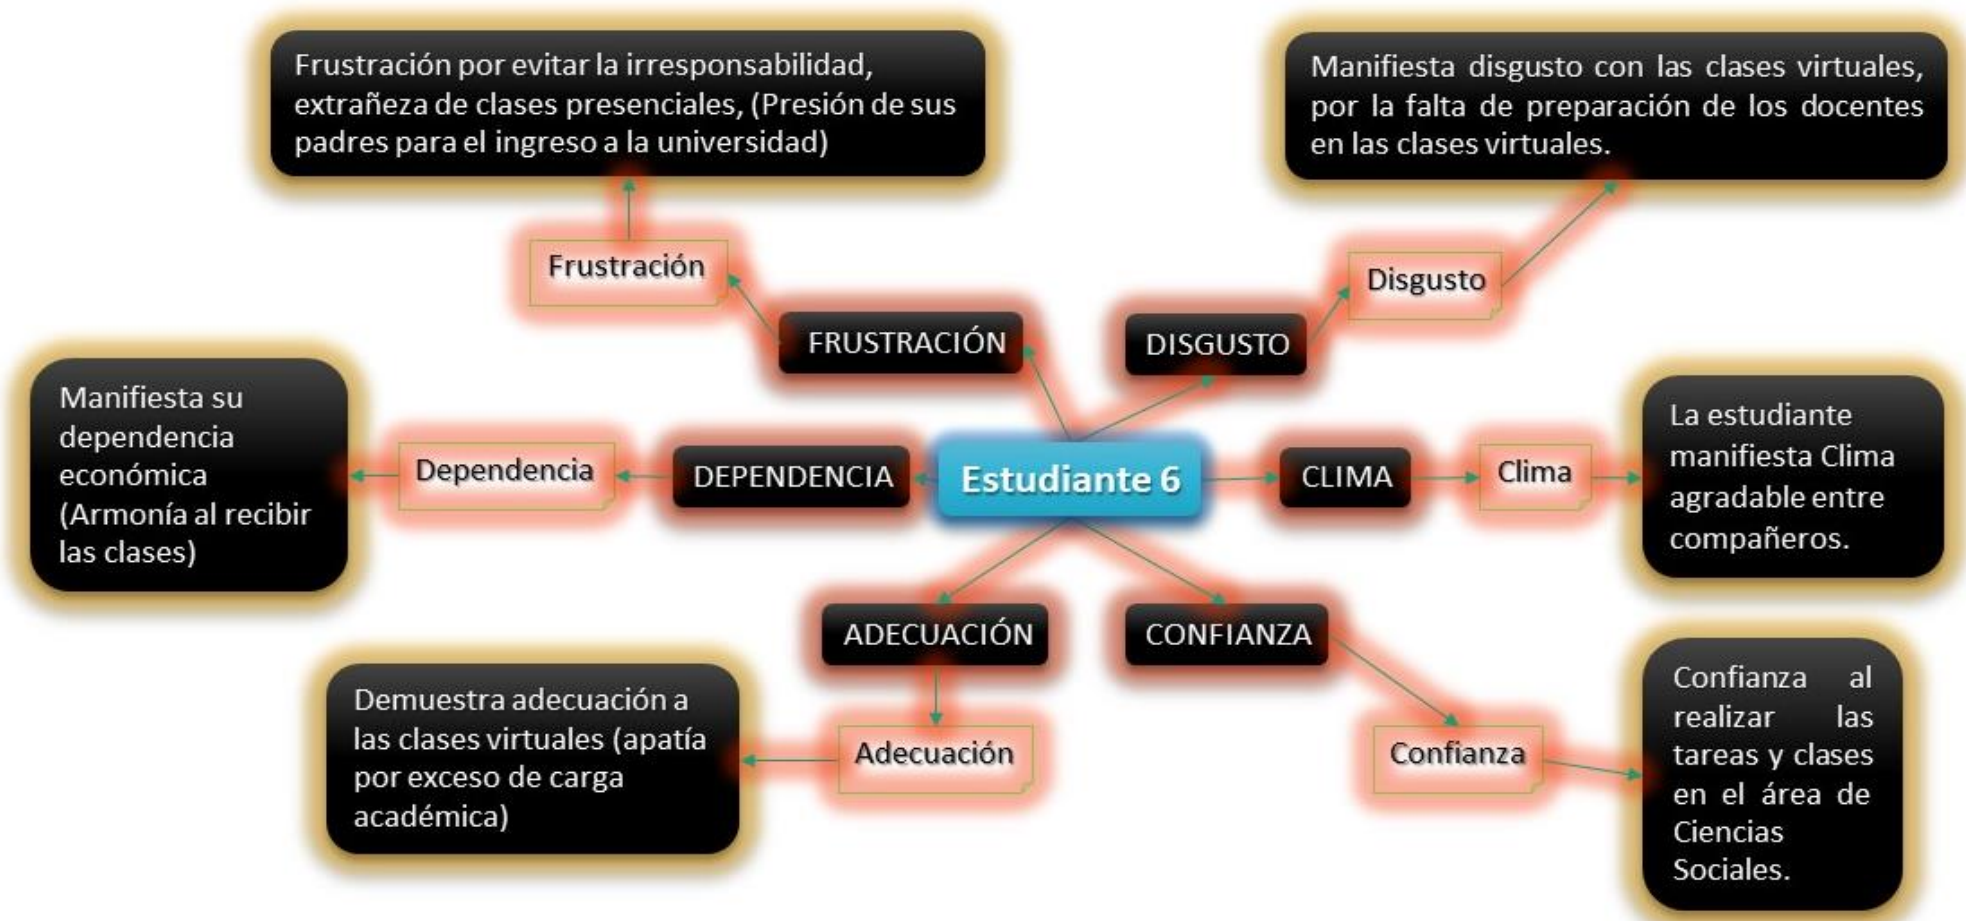 Frustración por evitar la irresponsabilidad,
extrañeza de clases presenciales, (Presión de sus
padres para el ingreso a la universidad)
Manifiesta disgusto con las clases virtuales,
por la falta de preparación de los docentes
en las clases virtuales.
Frustración
Disgusto
FRUSTRACIÓN
DISGUSTO
Manifiesta su
dependencia
económica
(Armonía al recibir
las clases)
Dependencia
DEPENDENCIA
Estudiante 6
CLIMA
Clima
La estudiante
manifiesta Clima
agradable entre
compañeros.
ADECUACIÓN
CONFIANZA
Demuestra adecuación a
las clases virtuales (apatía
por exceso de carga
académica)
Adecuación
Confianza
Confianza al
realizar las
tareas y clases
en el área de
Ciencias
Sociales.